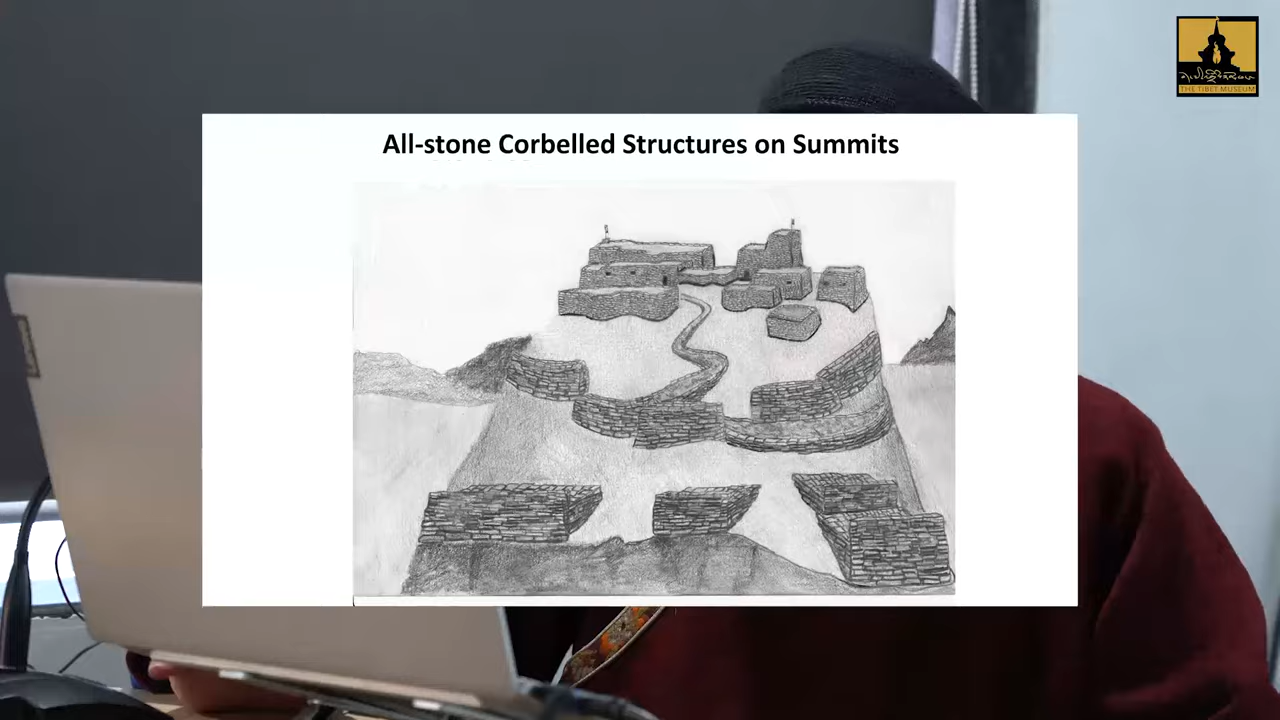 All-stone Corbelled Structures on Summits
THE TIBET MUSEUM